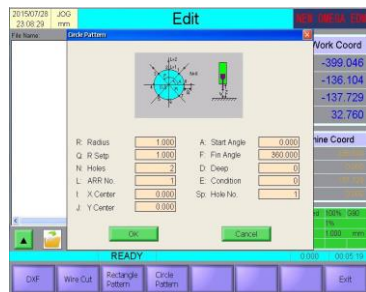 2015/07/28 JOG
23 08 29 mm
Edit
File Name:
Circle Pattern
Work Coord
-399.046
-136.104
-137.729
32.760
R: Radius 1.000 A: Start Angle 0.000
Q: R Setp 1.000 F: Fin Angle 360.000
N: Holes 2 D: Deep 0
L: ARR No. 1 E: Condition 0
I: X Center 0.000 Sp: Hole No. 1
J: Y Center 0.000
OK Cancel
hine Coord
100% G90
1%
1.000 mm
READY 0.000 00:05:19
DXF Wire Cut Rectangle Pattern Circle Pattern Exit